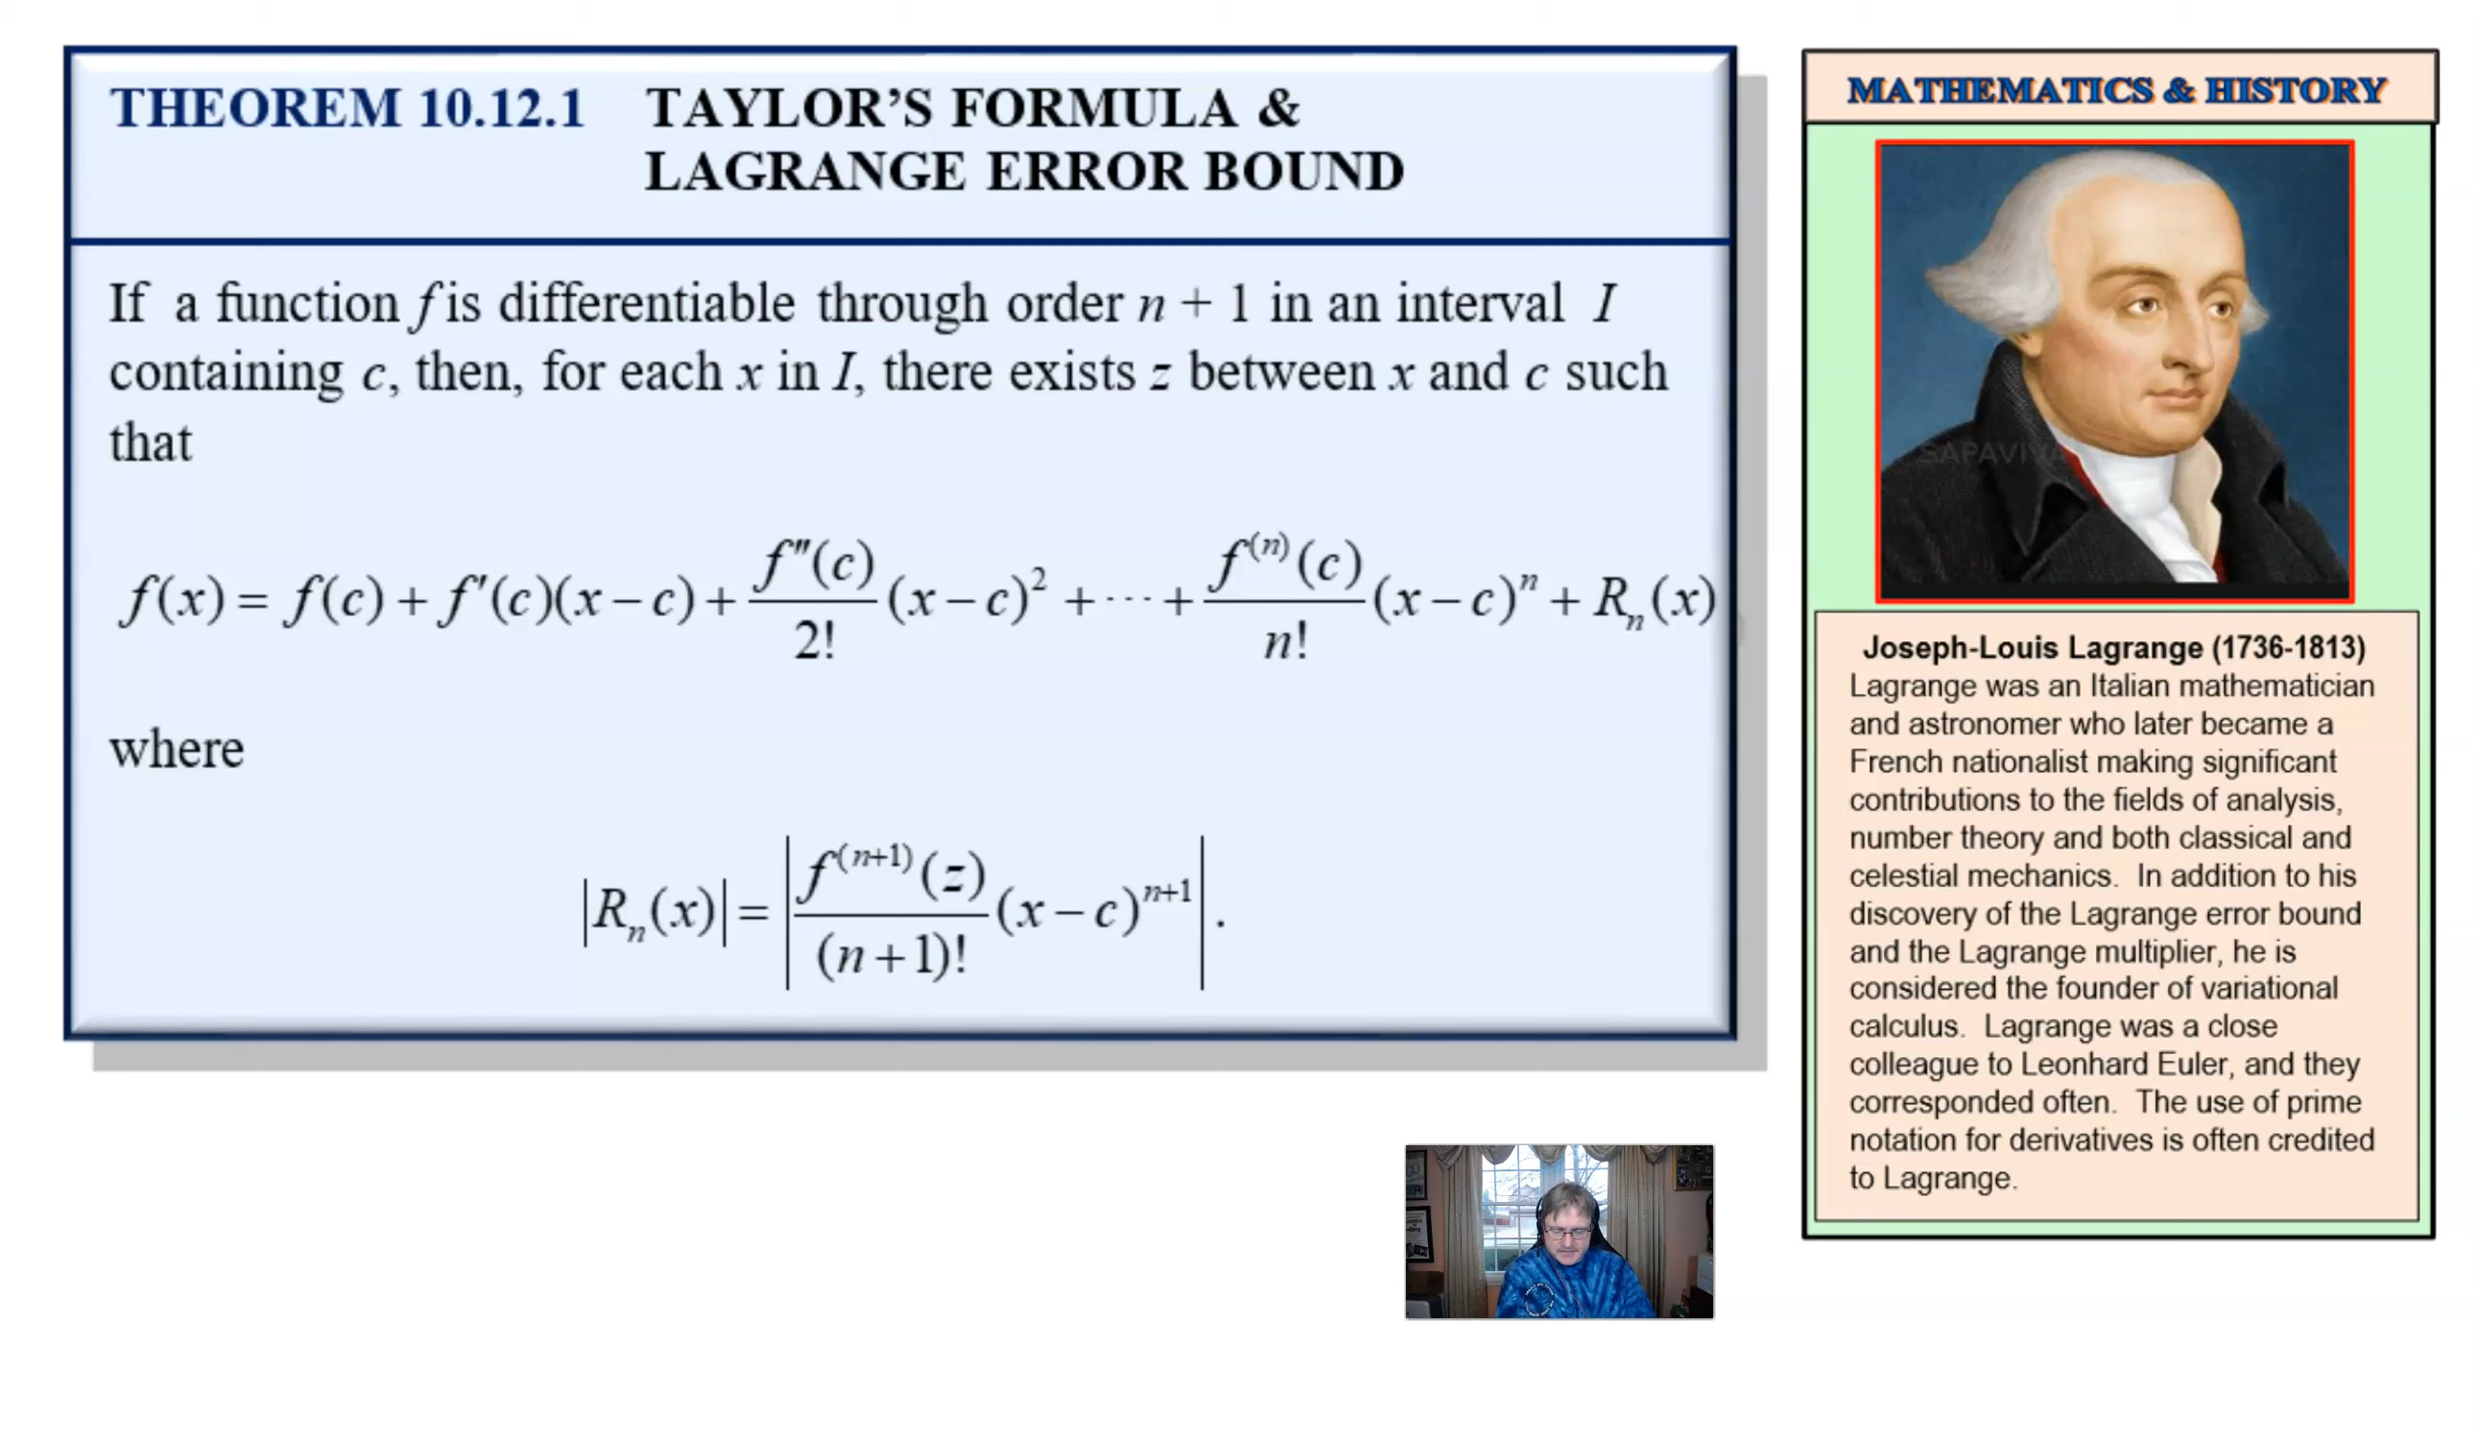 THEOREM 10.12.1 TAYLOR'S FORMULA &
LAGRANGE ERROR BOUND
If a function f is differentiable through order n + 1 in an interval I
containing c, then, for each x in I, there exists z between x and c such
that
f(x) = f(c) + f'(c)(x − c) + f''(c)/2! (x − c)² + ··· + f⁽ⁿ⁾(c)/n! (x − c)ⁿ + Rₙ(x)
where
|Rₙ(x)| = |f⁽ⁿ⁺¹⁾(z)/(n+1)! (x − c)ⁿ⁺¹|.
MATHEMATICS & HISTORY
SAPAVIVA
Joseph-Louis Lagrange (1736-1813)
Lagrange was an Italian mathematician
and astronomer who later became a
French nationalist making significant
contributions to the fields of analysis,
number theory and both classical and
celestial mechanics. In addition to his
discovery of the Lagrange error bound
and the Lagrange multiplier, he is
considered the founder of variational
calculus. Lagrange was a close
colleague to Leonhard Euler, and they
corresponded often. The use of prime
notation for derivatives is often credited
to Lagrange.